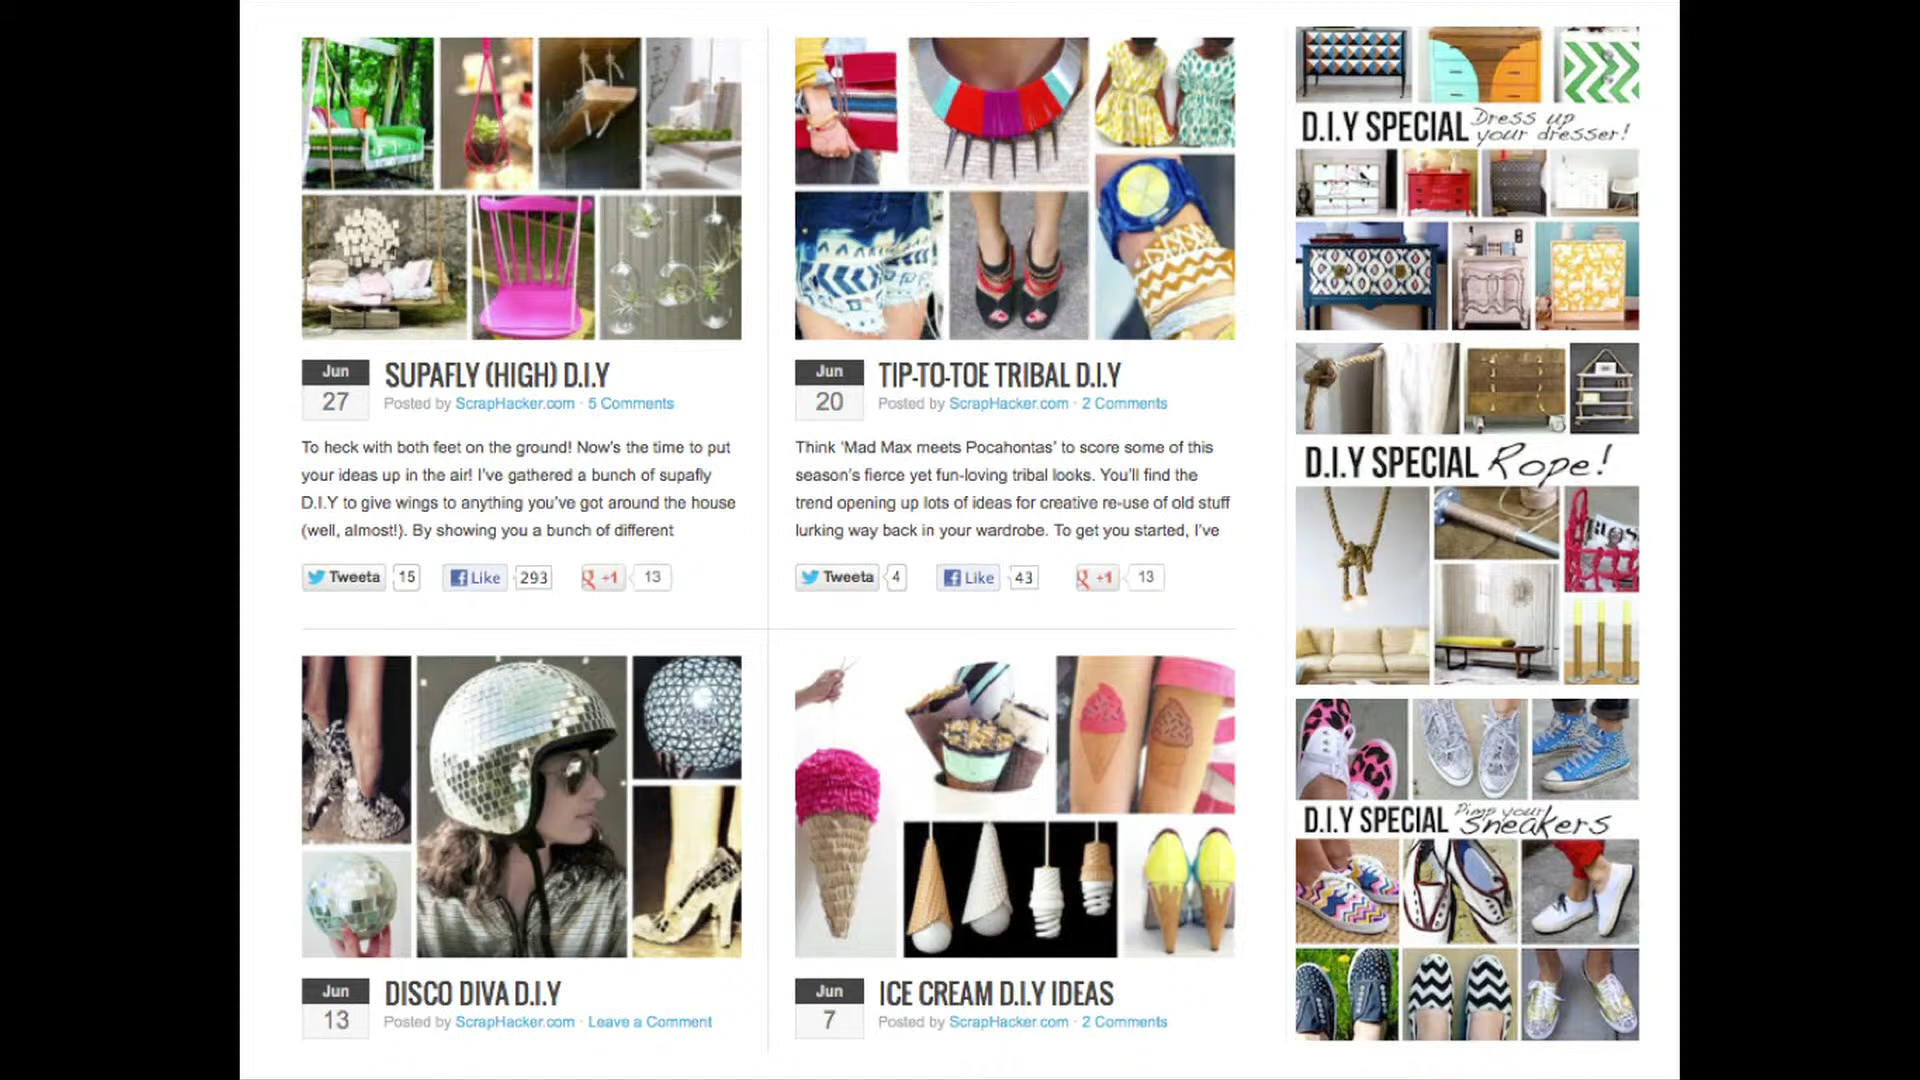 Jun
27
SUPAFLY (HIGH) D.I.Y
Posted by ScrapHacker.com · 5 Comments
To heck with both feet on the ground! Now's the time to put
your ideas up in the air! I've gathered a bunch of supafly
D.I.Y to give wings to anything you've got around the house
(well, almost!). By showing you a bunch of different
Tweeta 15 Like 293 +1 13
Jun
20
TIP-TO-TOE TRIBAL D.I.Y
Posted by ScrapHacker.com · 2 Comments
Think 'Mad Max meets Pocahontas' to score some of this
season's fierce yet fun-loving tribal looks. You'll find the
trend opening up lots of ideas for creative re-use of old stuff
lurking way back in your wardrobe. To get you started, I've
Tweeta 4 Like 43 +1 13
Jun
13
DISCO DIVA D.I.Y
Posted by ScrapHacker.com · Leave a Comment
Jun
7
ICE CREAM D.I.Y IDEAS
Posted by ScrapHacker.com · 2 Comments
D.I.Y SPECIAL Dress up
your dresser!
D.I.Y SPECIAL Rope!
D.I.Y SPECIAL Pimp your
sneakers